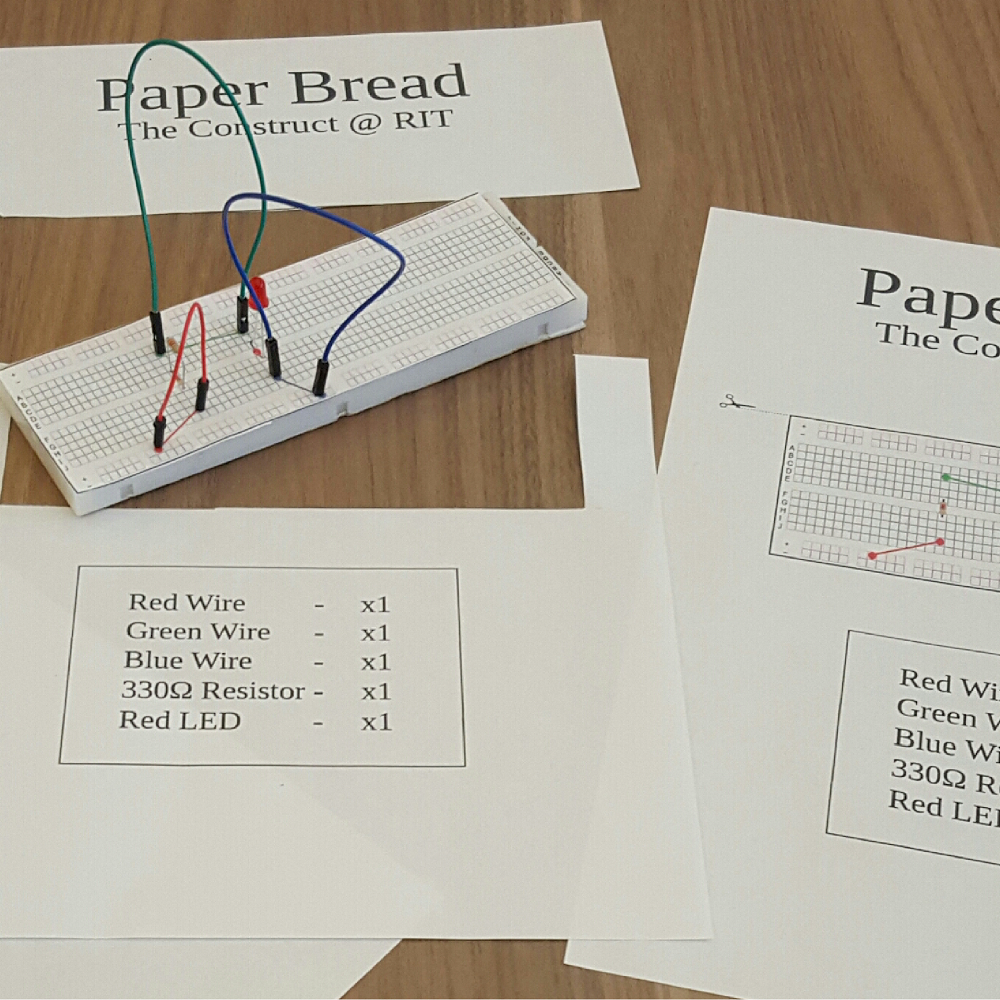 Paper Bread
The Construct @ RIT
Red Wire - x1
Green Wire - x1
Blue Wire - x1
330Ω Resistor - x1
Red LED - x1
Pape
The Co
A
B
C
D
E
F
G
H
I
J
Red Wi
Green W
Blue Wi
330Ω Re
Red LE